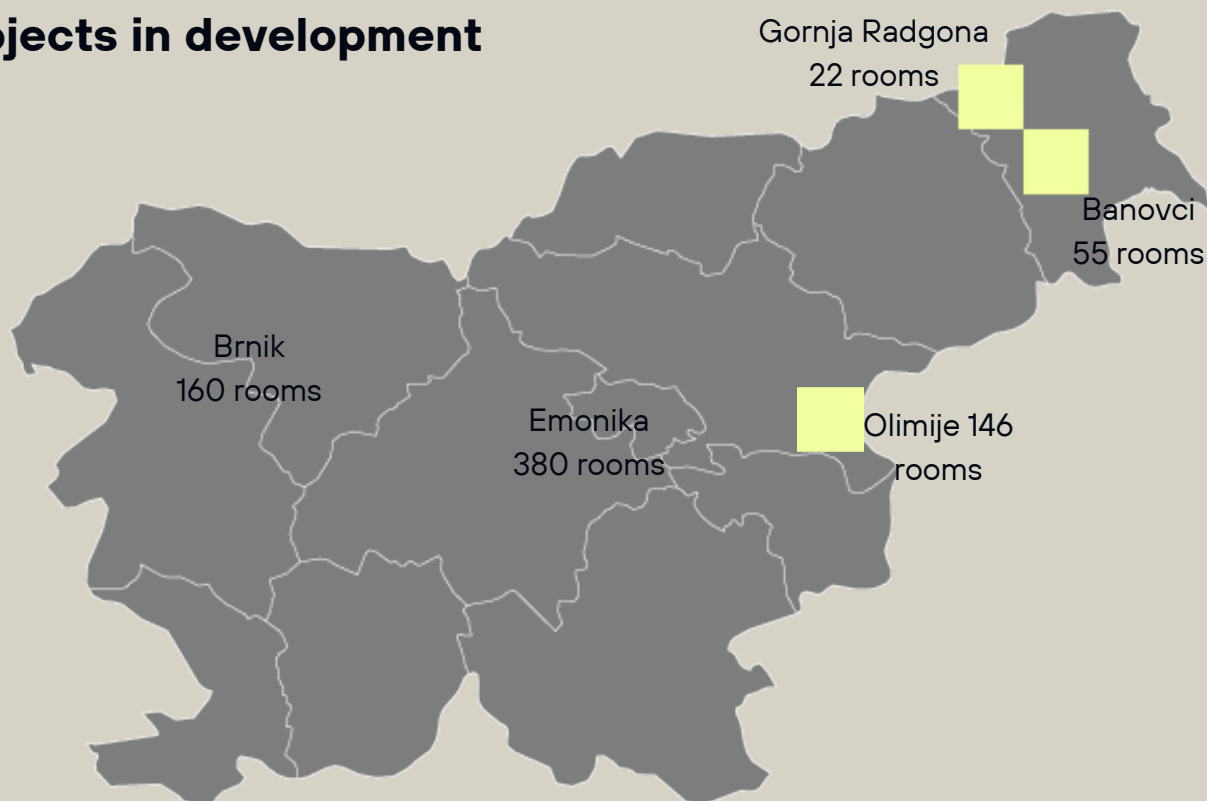 jects in development
Gornja Radgona
22 rooms
Banovci
55 rooms
Brnik
160 rooms
Emonika
380 rooms
Olimije 146
rooms